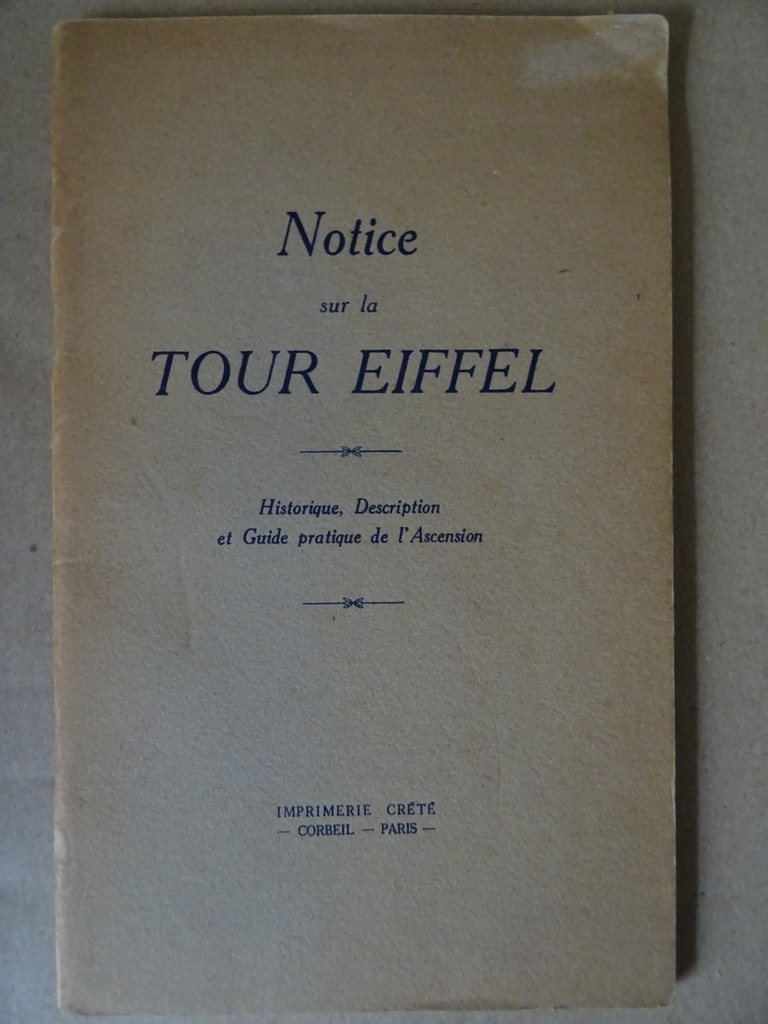 Notice
sur la
TOUR EIFFEL
Historique, Description
et Guide pratique de l'Ascension
IMPRIMERIE CRÉTÉ
— CORBEIL — PARIS —